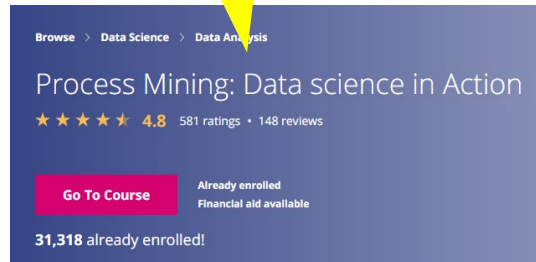 Browse > Data Science > Data Analysis
Process Mining: Data science in Action
4.8 581 ratings • 148 reviews
Go To Course
Already enrolled
Financial aid available
31,318 already enrolled!